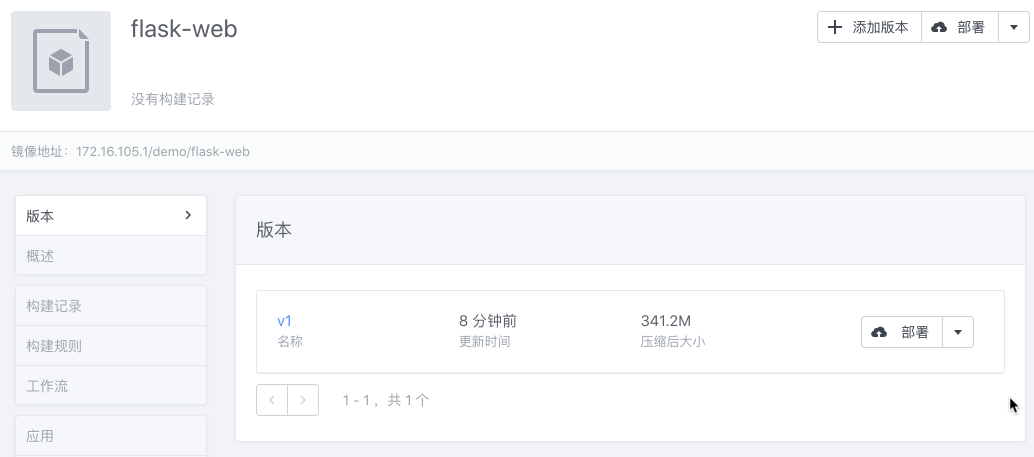 flask-web
添加版本 部署
没有构建记录
镜像地址：172.16.105.1/demo/flask-web
版本
概述
构建记录
构建规则
工作流
应用
版本
v1 8 分钟前 341.2M 部署
名称 更新时间 压缩后大小
1 - 1 ，共 1 个